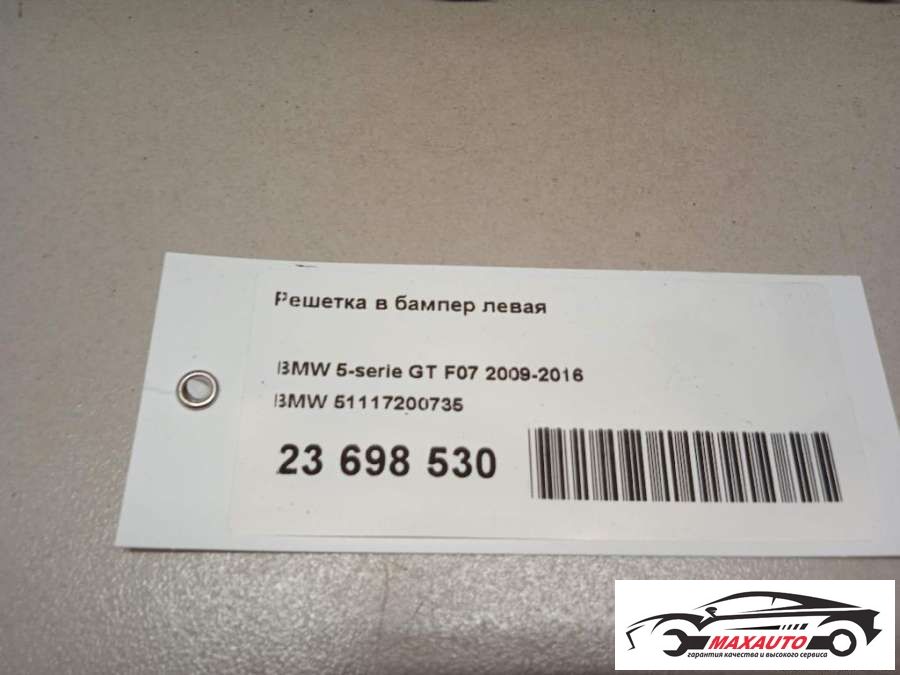 Решетка в бампер левая
BMW 5-serie GT F07 2009-2016
BMW 51117200735
23 698 530
MAXAUTO
гарантия качества и высокого сервиса